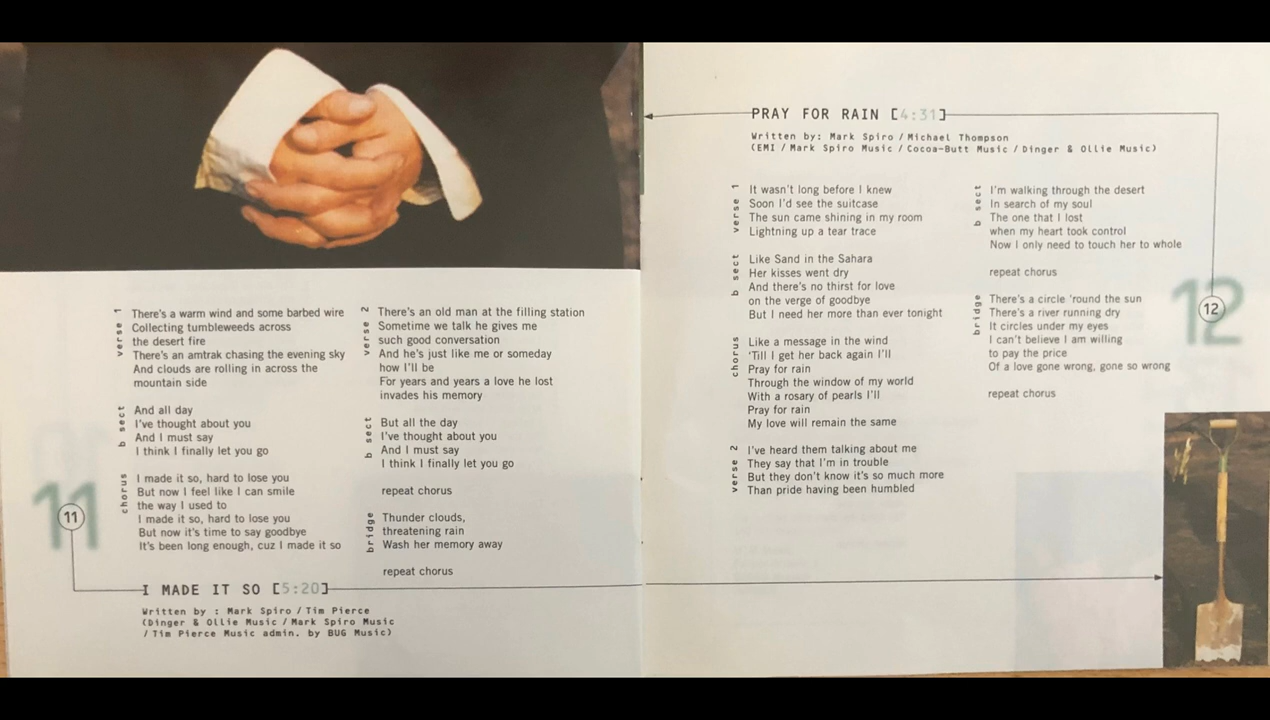 verse 1
There's a warm wind and some barbed wire
Collecting tumbleweeds across
the desert fire
There's an amtrak chasing the evening sky
And clouds are rolling in across the
mountain side
b sect
And all day
I've thought about you
And I must say
I think I finally let you go
chorus
I made it so, hard to lose you
But now I feel like I can smile
the way I used to
I made it so, hard to lose you
But now it's time to say goodbye
It's been long enough, cuz I made it so
verse 2
There's an old man at the filling station
Sometime we talk he gives me
such good conversation
And he's just like me or someday
how I'll be
For years and years a love he lost
invades his memory
b sect
But all the day
I've thought about you
And I must say
I think I finally let you go
repeat chorus
bridge
Thunder clouds,
threatening rain
Wash her memory away
repeat chorus
11
11
I MADE IT SO [5:20]
Written by : Mark Spiro / Tim Pierce
(Dinger & Ollie Music / Mark Spiro Music
/ Tim Pierce Music admin. by BUG Music)
PRAY FOR RAIN [4:31]
Written by: Mark Spiro / Michael Thompson
(EMI / Mark Spiro Music / Cocoa-Butt Music / Dinger & Ollie Music)
verse 1
It wasn't long before I knew
Soon I'd see the suitcase
The sun came shining in my room
Lightning up a tear trace
b sect
Like Sand in the Sahara
Her kisses went dry
And there's no thirst for love
on the verge of goodbye
But I need her more than ever tonight
chorus
Like a message in the wind
'Till I get her back again I'll
Pray for rain
Through the window of my world
With a rosary of pearls I'll
Pray for rain
My love will remain the same
verse 2
I've heard them talking about me
They say that I'm in trouble
But they don't know it's so much more
Than pride having been humbled
b sect
I'm walking through the desert
In search of my soul
The one that I lost
when my heart took control
Now I only need to touch her to whole
repeat chorus
bridge
There's a circle 'round the sun
There's a river running dry
It circles under my eyes
I can't believe I am willing
to pay the price
Of a love gone wrong, gone so wrong
repeat chorus
12
12